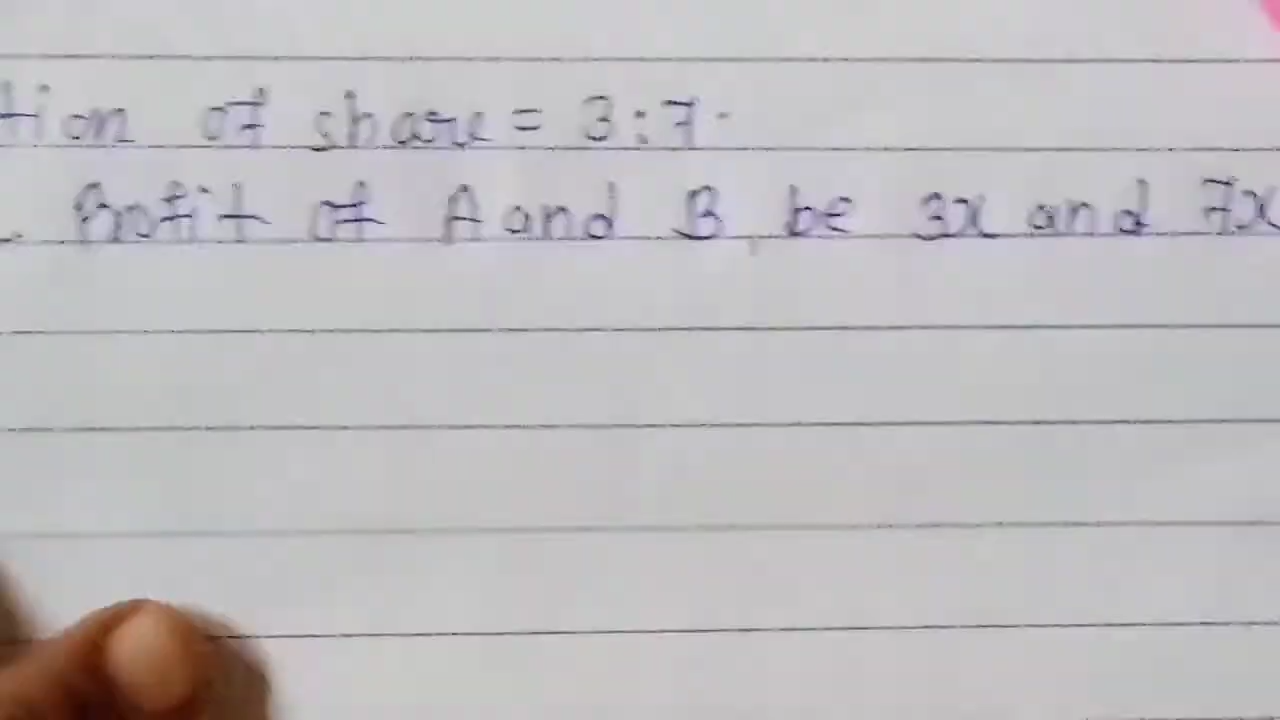 tion of share = 3:7.
Profit of A and B be 3x and 7x